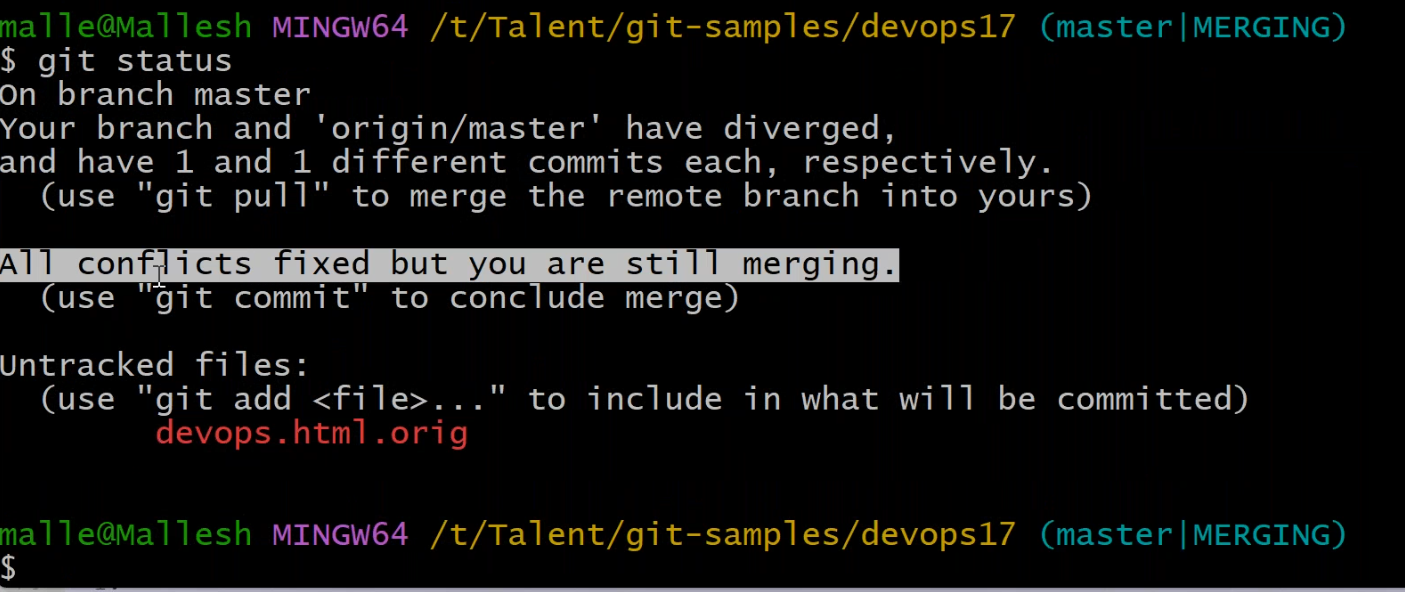 malle@Mallesh MINGW64 /t/Talent/git-samples/devops17 (master|MERGING)
$ git status
On branch master
Your branch and 'origin/master' have diverged,
and have 1 and 1 different commits each, respectively.
  (use "git pull" to merge the remote branch into yours)

All conflicts fixed but you are still merging.
  (use "git commit" to conclude merge)

Untracked files:
  (use "git add <file>..." to include in what will be committed)
        devops.html.orig

malle@Mallesh MINGW64 /t/Talent/git-samples/devops17 (master|MERGING)
$